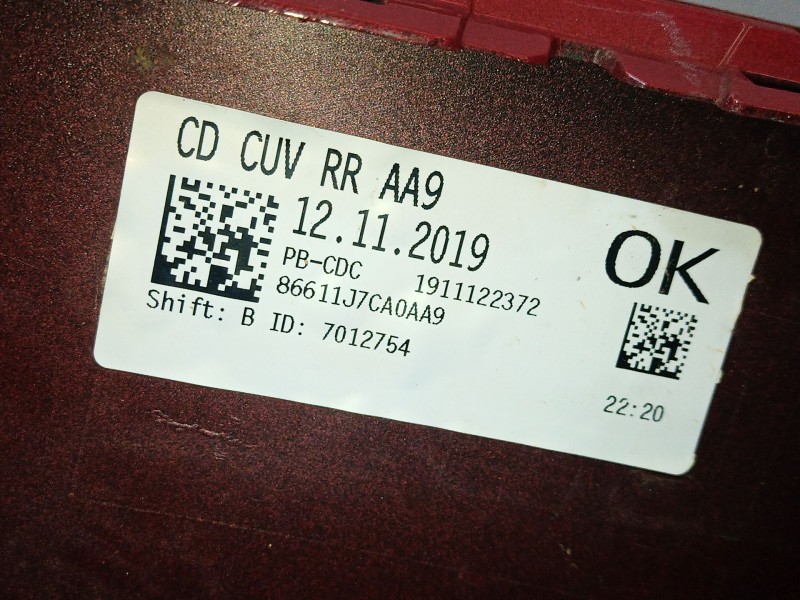 CD CUV RR AA9
12.11.2019
PB-CDC 1911122372
86611J7CA0AA9
Shift: B ID: 7012754
OK
22:20